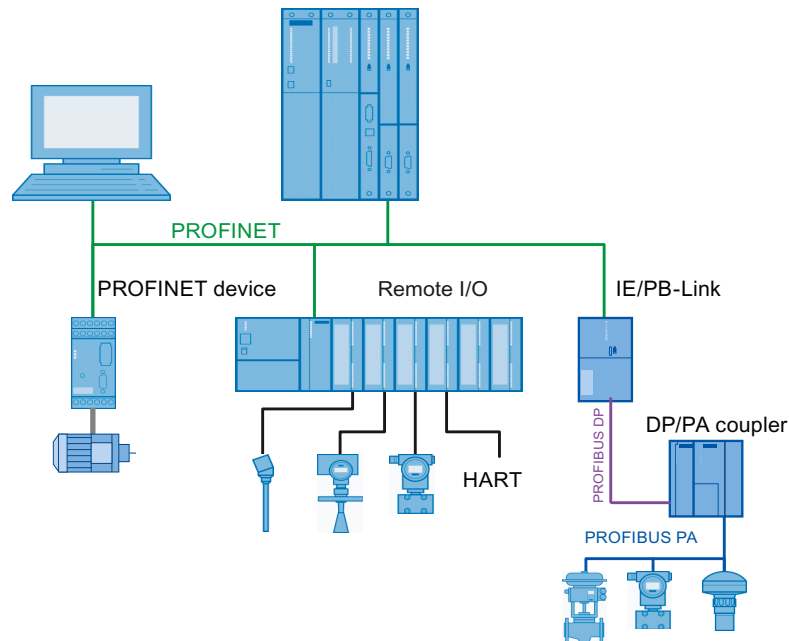 PROFINET
PROFINET device
Remote I/O
IE/PB-Link
PROFIBUS DP
DP/PA coupler
HART
PROFIBUS PA